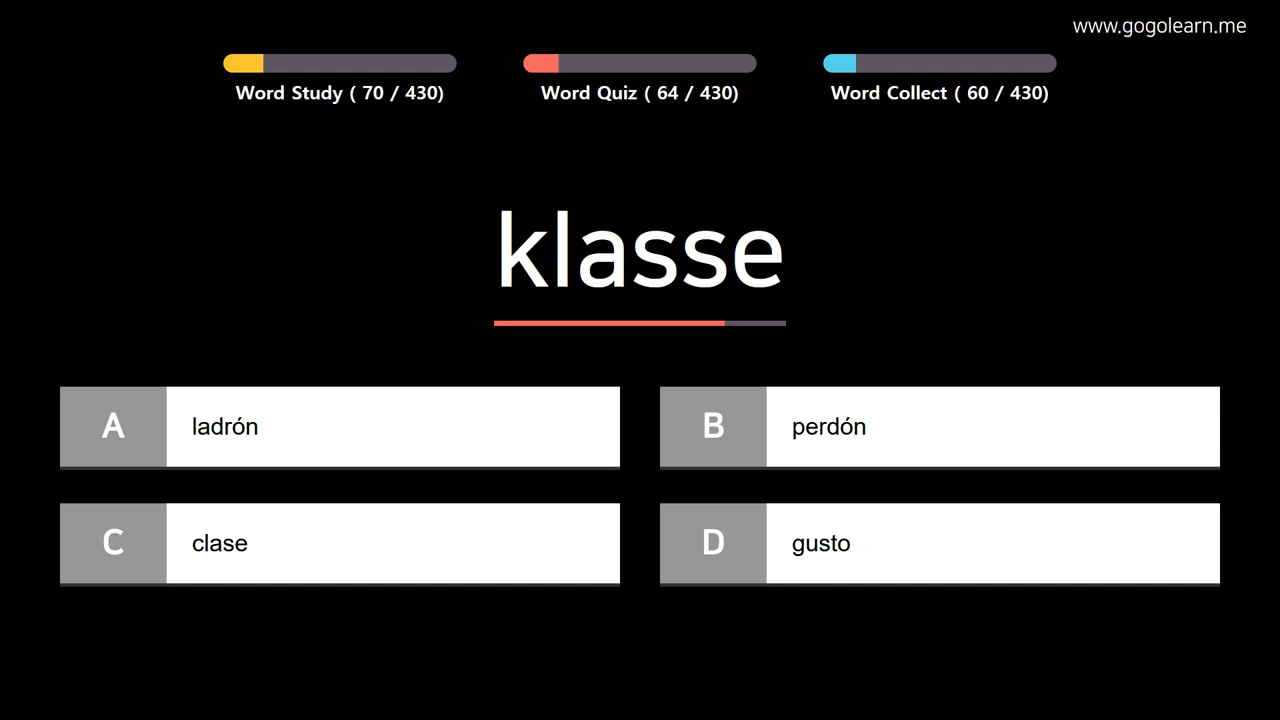 www.gogolearn.me
Word Study ( 70 / 430)
Word Quiz ( 64 / 430)
Word Collect ( 60 / 430)
klasse
A
ladrón
B
perdón
C
clase
D
gusto